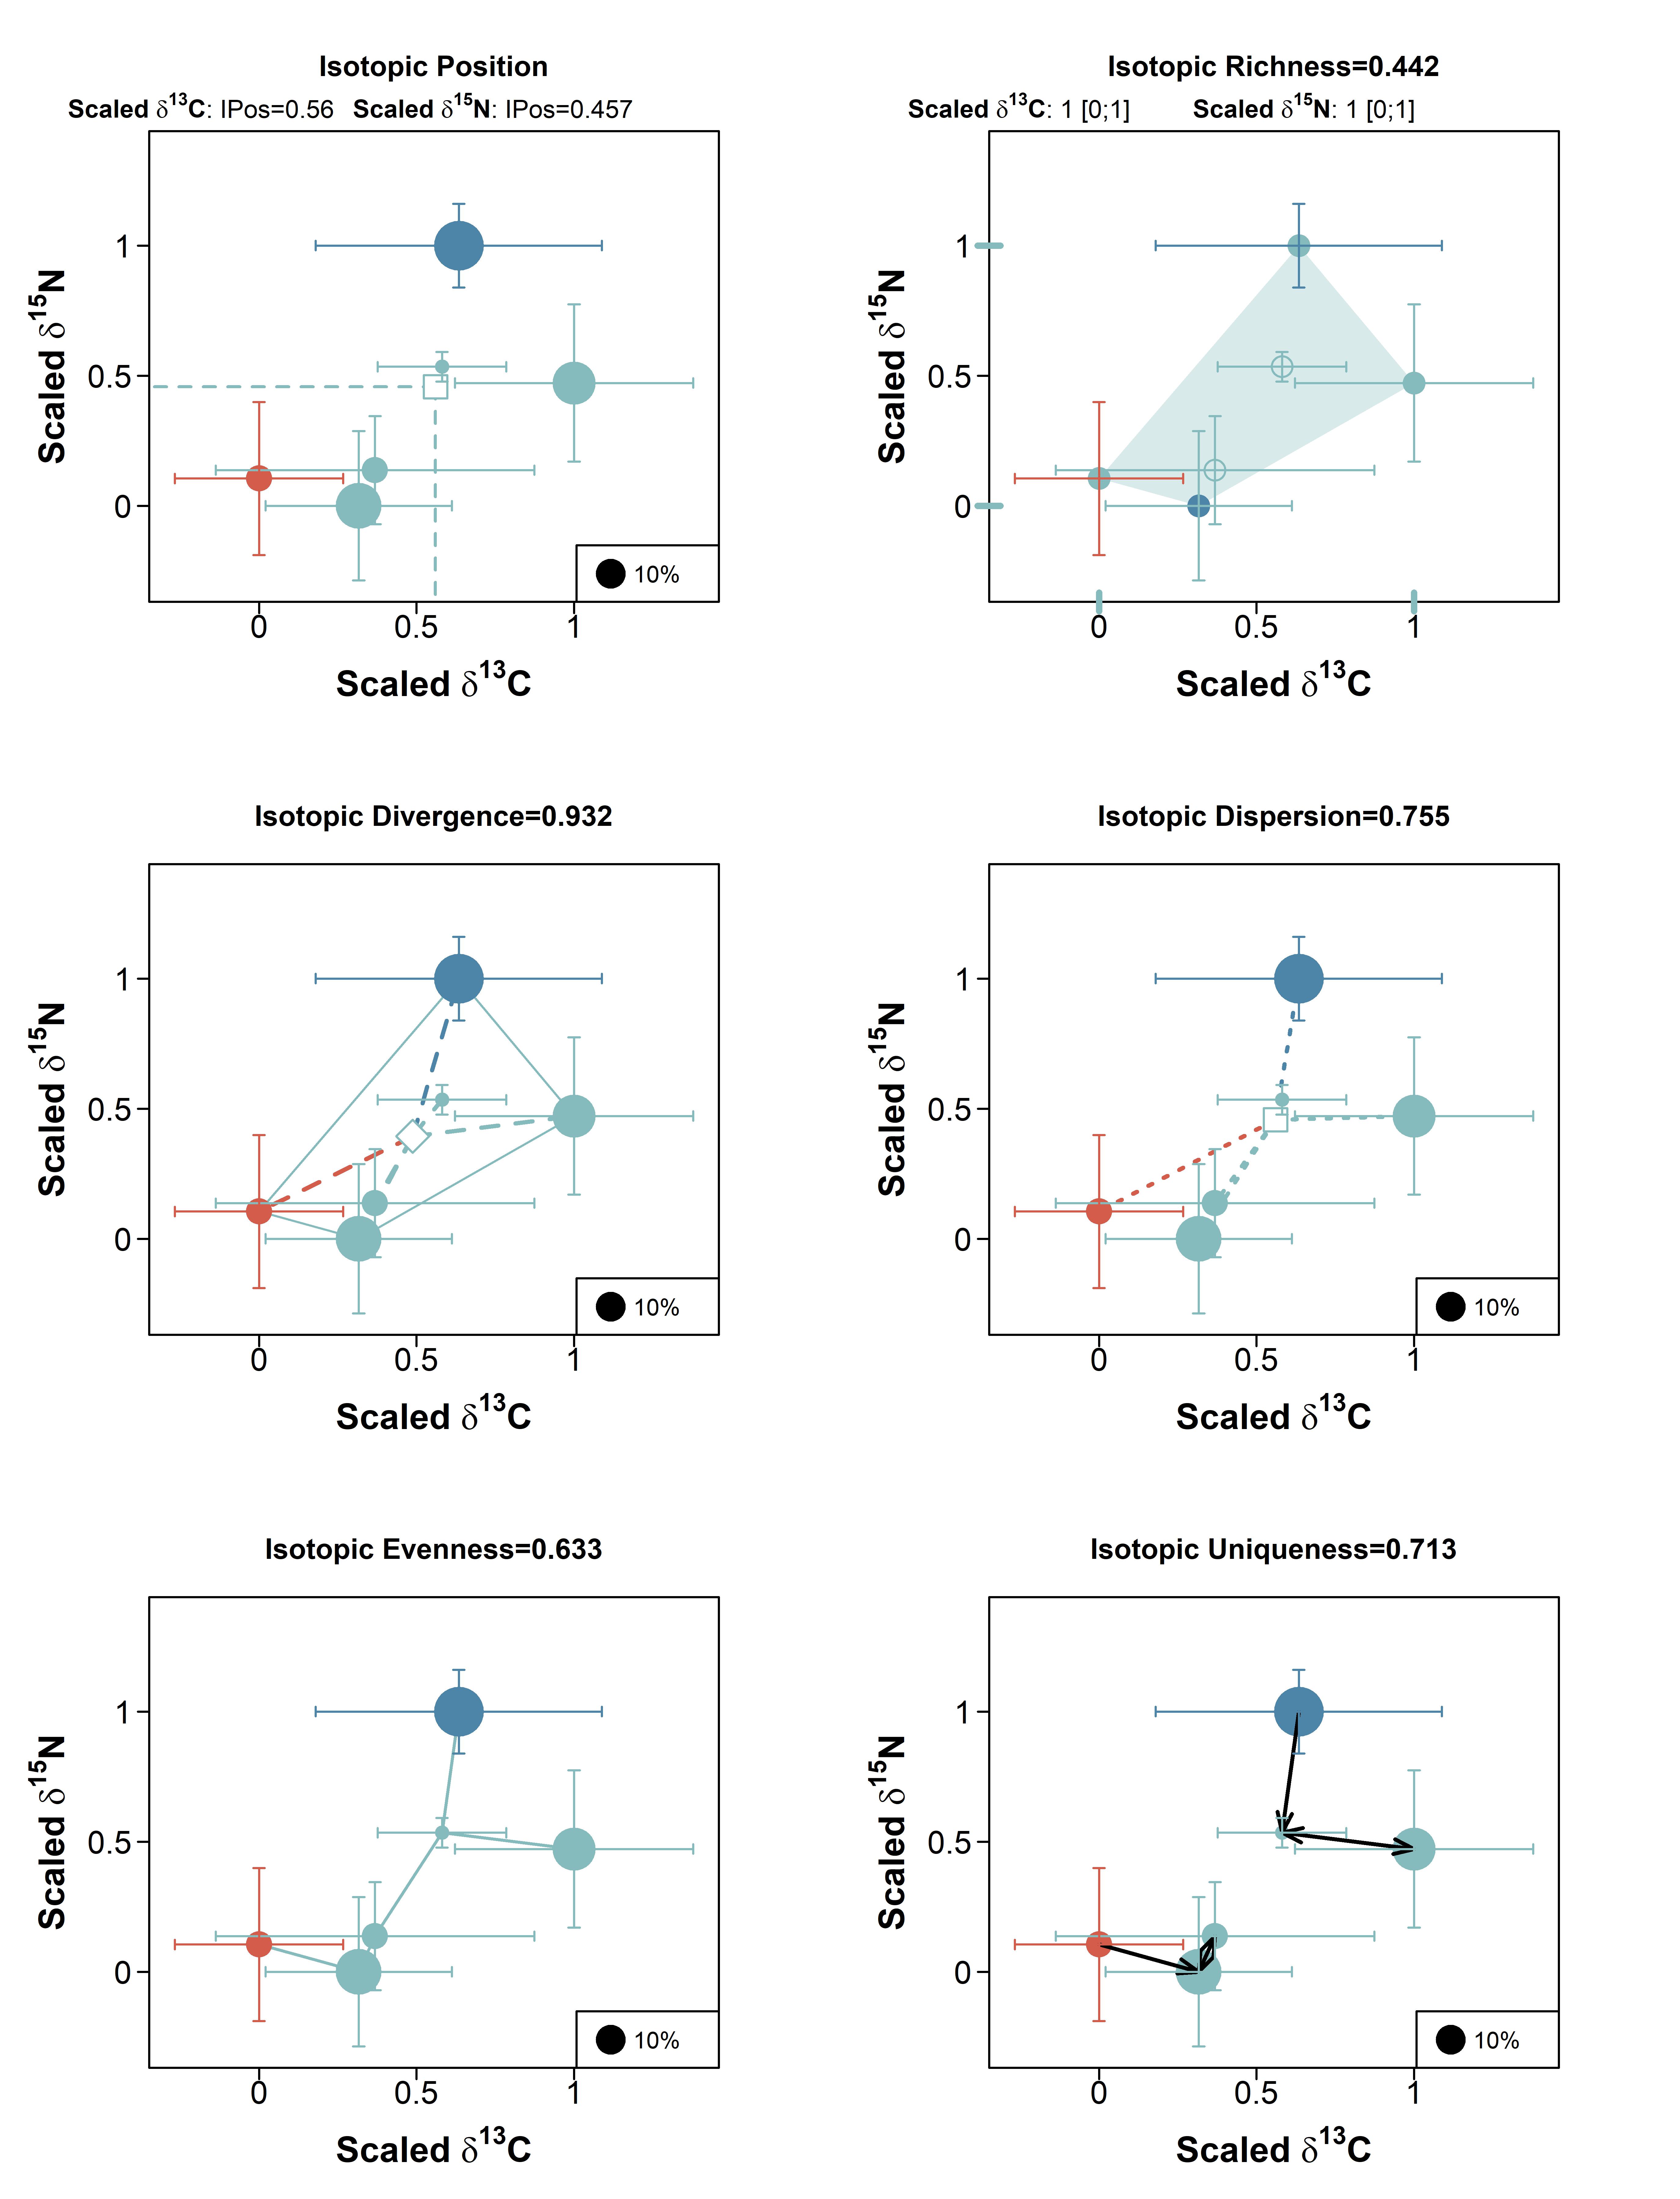 Isotopic Position
Scaled δ13C: IPos=0.56 Scaled δ15N: IPos=0.457
Scaled δ15N
1
0.5
0
10%
0 0.5 1
Scaled δ13C
Isotopic Richness=0.442
Scaled δ13C: 1 [0;1] Scaled δ15N: 1 [0;1]
Scaled δ15N
1
0.5
0
0 0.5 1
Scaled δ13C
Isotopic Divergence=0.932
Scaled δ15N
1
0.5
0
10%
0 0.5 1
Scaled δ13C
Isotopic Dispersion=0.755
Scaled δ15N
1
0.5
0
10%
0 0.5 1
Scaled δ13C
Isotopic Evenness=0.633
Scaled δ15N
1
0.5
0
10%
0 0.5 1
Scaled δ13C
Isotopic Uniqueness=0.713
Scaled δ15N
1
0.5
0
10%
0 0.5 1
Scaled δ13C